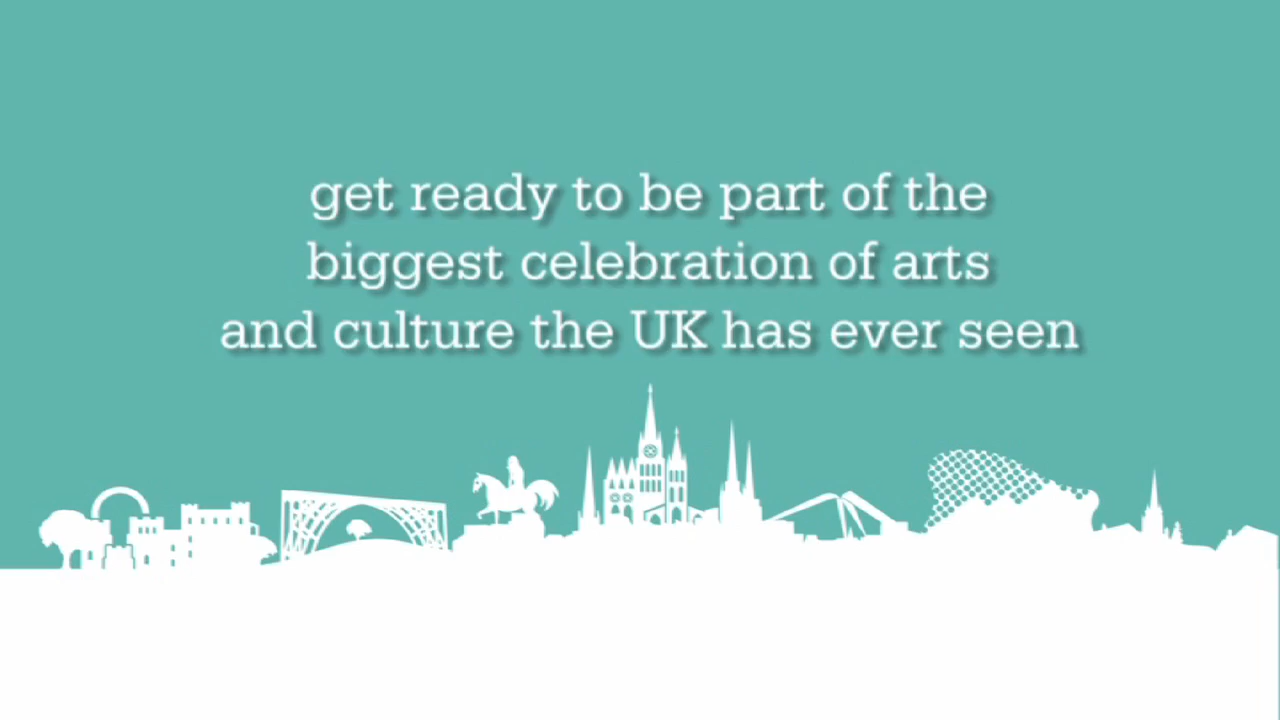 get ready to be part of the
biggest celebration of arts
and culture the UK has ever seen